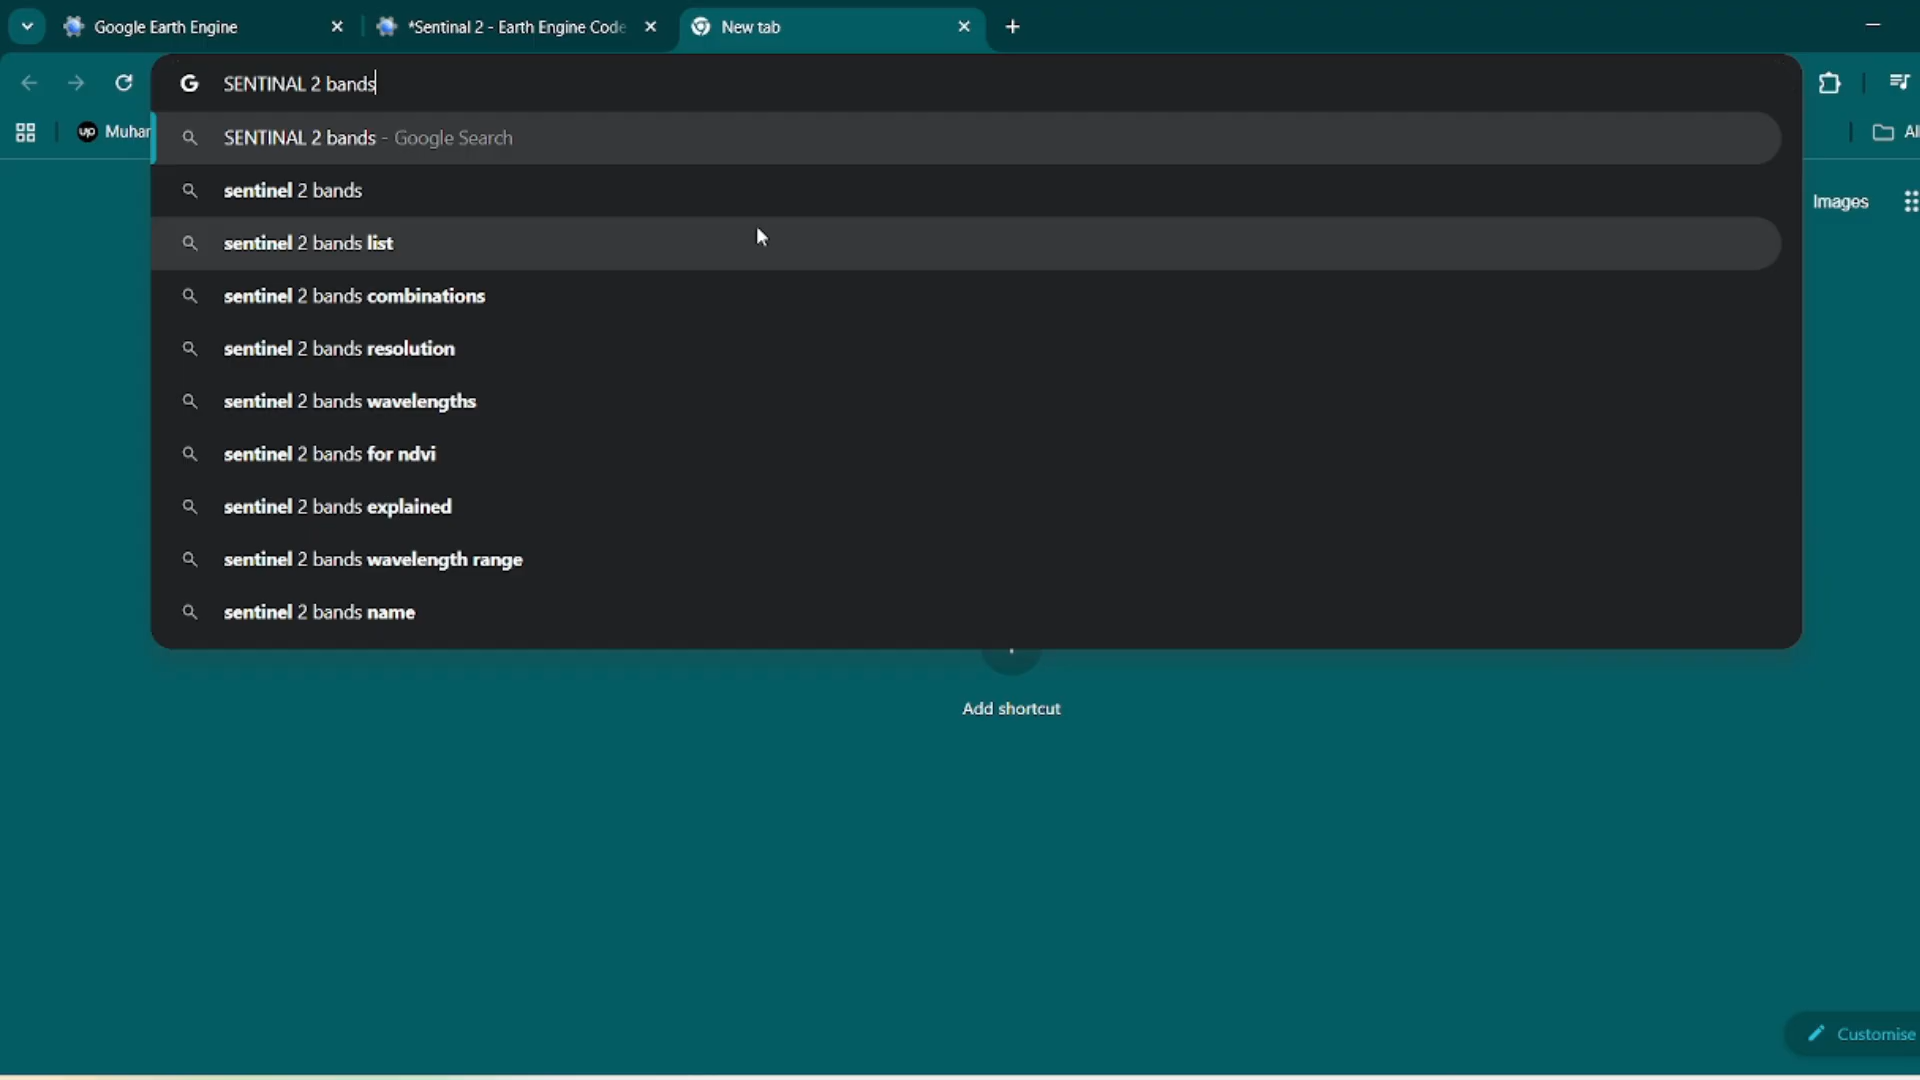 Google Earth Engine
*Sentinal 2 - Earth Engine Code
New tab
SENTINAL 2 bands
up Muhar
SENTINAL 2 bands - Google Search
sentinel 2 bands
sentinel 2 bands list
sentinel 2 bands combinations
sentinel 2 bands resolution
sentinel 2 bands wavelengths
sentinel 2 bands for ndvi
sentinel 2 bands explained
sentinel 2 bands wavelength range
sentinel 2 bands name
Al
Images
Add shortcut
Customise